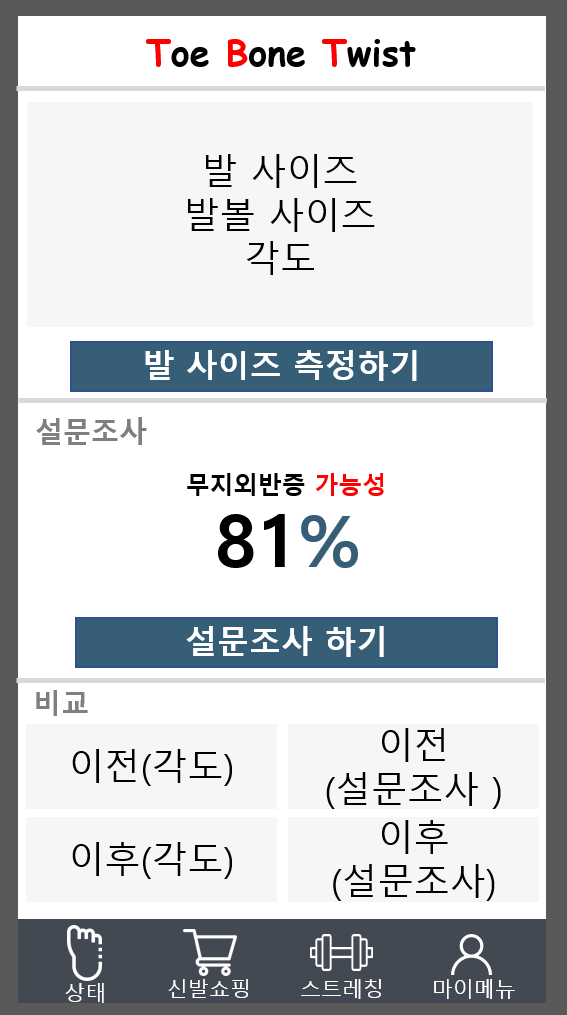 Toe Bone Twist
발 사이즈
발볼 사이즈
각도
발 사이즈 측정하기
설문조사
무지외반증 가능성
81%
설문조사 하기
비교
이전(각도)
이전
(설문조사 )
이후(각도)
이후
(설문조사)
상태
신발쇼핑
스트레칭
마이메뉴